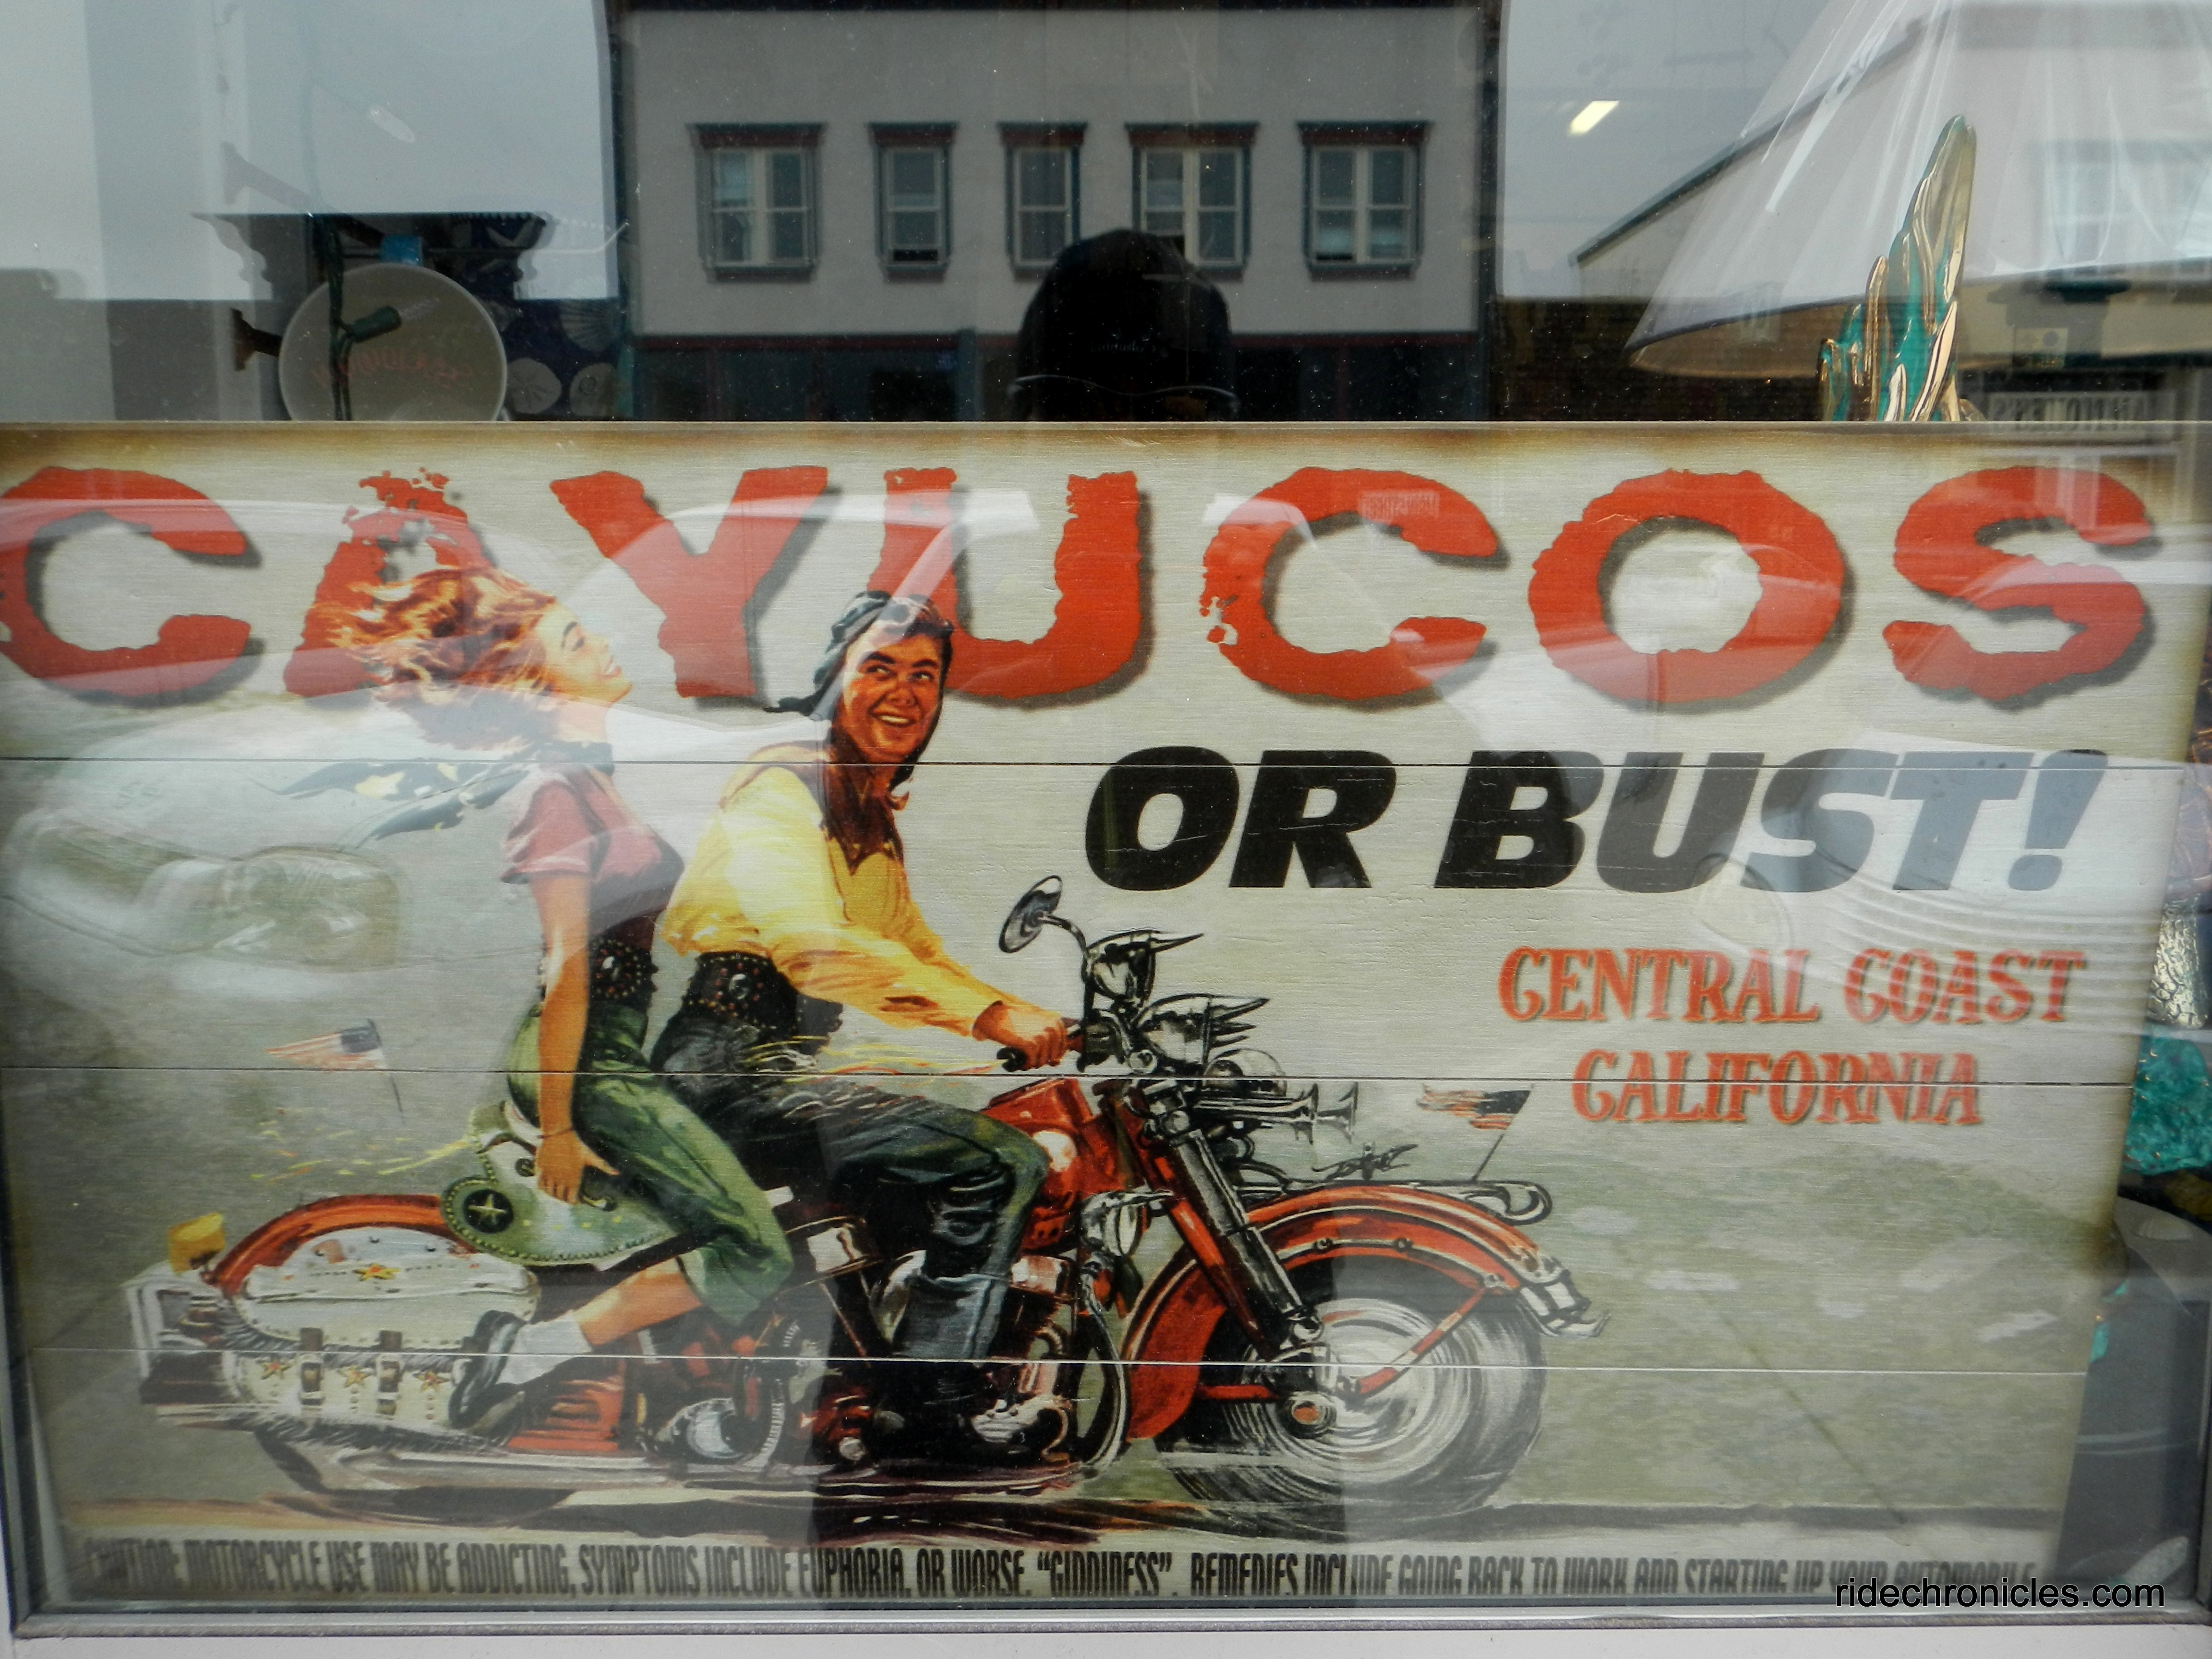 CAYUCOS
OR BUST!
CENTRAL COAST
CALIFORNIA
CAUTION: MOTORCYCLE USE MAY BE ADDICTING, SYMPTOMS INCLUDE EUPHORIA, OR WORSE, "GIDDINESS". REMEDIES INCLUDE GOING BACK TO WORK AND STARTING UP YOUR AUTOMOBILE
ridechronicles.com